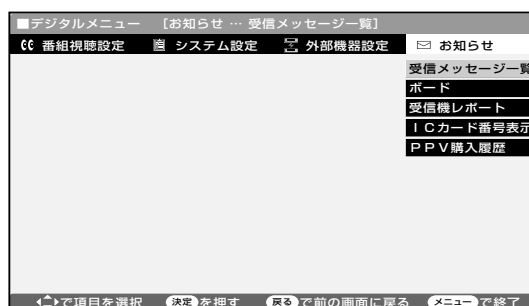 ■デジタルメニュー　［お知らせ … 受信メッセージ一覧］
番組視聴設定　システム設定　外部機器設定　お知らせ
受信メッセージ一覧
ボード
受信機レポート
ＩＣカード番号表示
ＰＰＶ購入履歴
で項目を選択　決定を押す　戻るで前の画面に戻る　メニューで終了